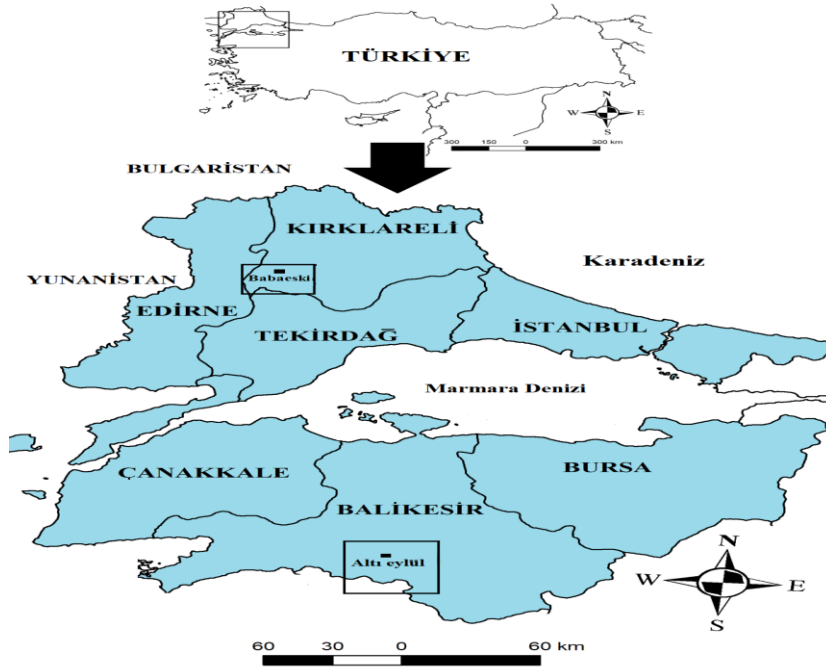 TÜRKİYE
N
W E
S
300 150 0 300 km
BULGARİSTAN
KIRKLARELİ
Karadeniz
Babaeski
YUNANİSTAN
EDİRNE
TEKİRDAĞ
İSTANBUL
Marmara Denizi
ÇANAKKALE
BURSA
BALIKESİR
Altı eylül
N
W E
S
60 30 0 60 km